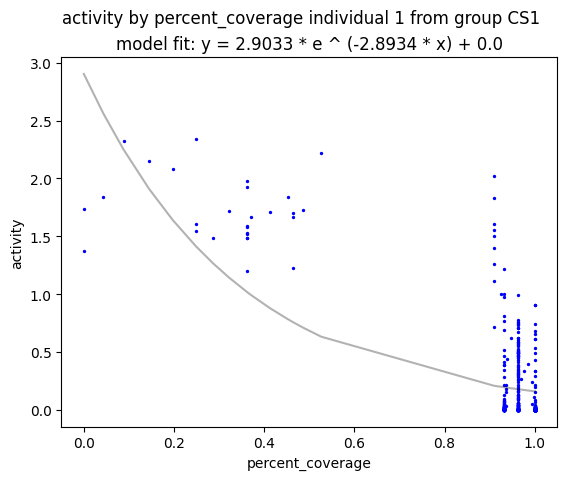 activity by percent_coverage individual 1 from group CS1
model fit: y = 2.9033 * e ^ (-2.8934 * x) + 0.0
3.0
2.5
2.0
1.5
1.0
0.5
0.0
activity
0.0 0.2 0.4 0.6 0.8 1.0
percent_coverage